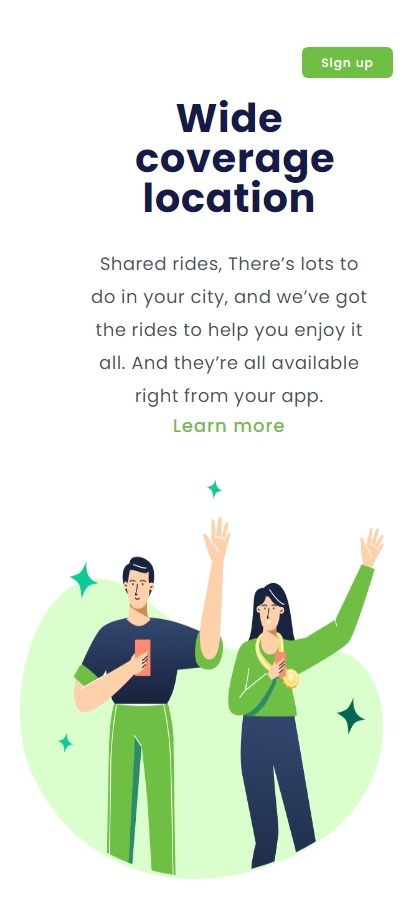 Sign up
Wide
coverage
location
Shared rides, There’s lots to
do in your city, and we’ve got
the rides to help you enjoy it
all. And they’re all available
right from your app.
Learn more